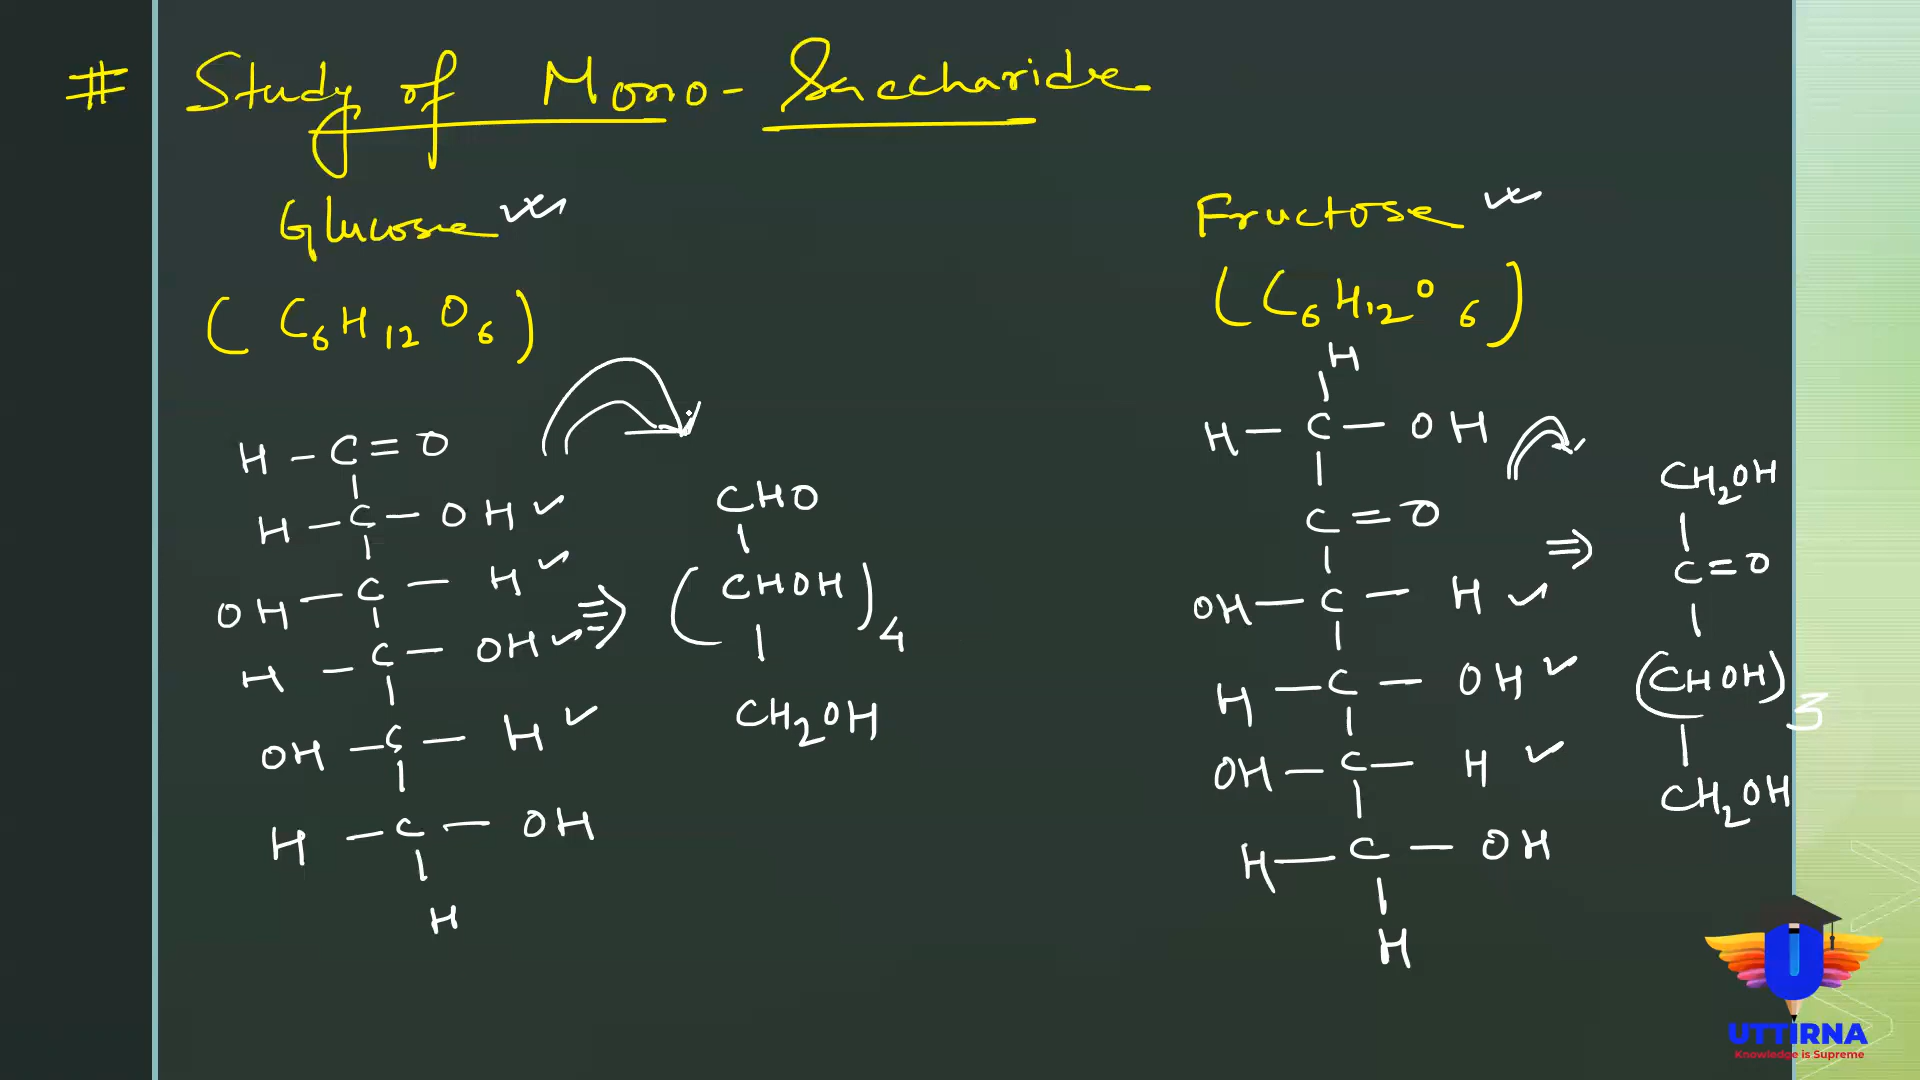 # Study of Mono-Saccharide
Glucose
(C6H12O6)
H - C = O
H - C - OH
OH - C - H
H - C - OH
OH - C - H
H - C - OH
H
⇒
CHO
(CHOH)4
CH2OH
Fructose
(C6H12O6)
H
H - C - OH
C = O
OH - C - H
H - C - OH
OH - C - H
H - C - OH
H
⇒
CH2OH
C = O
(CHOH)3
CH2OH
UTTIRNA
Knowledge is Supreme